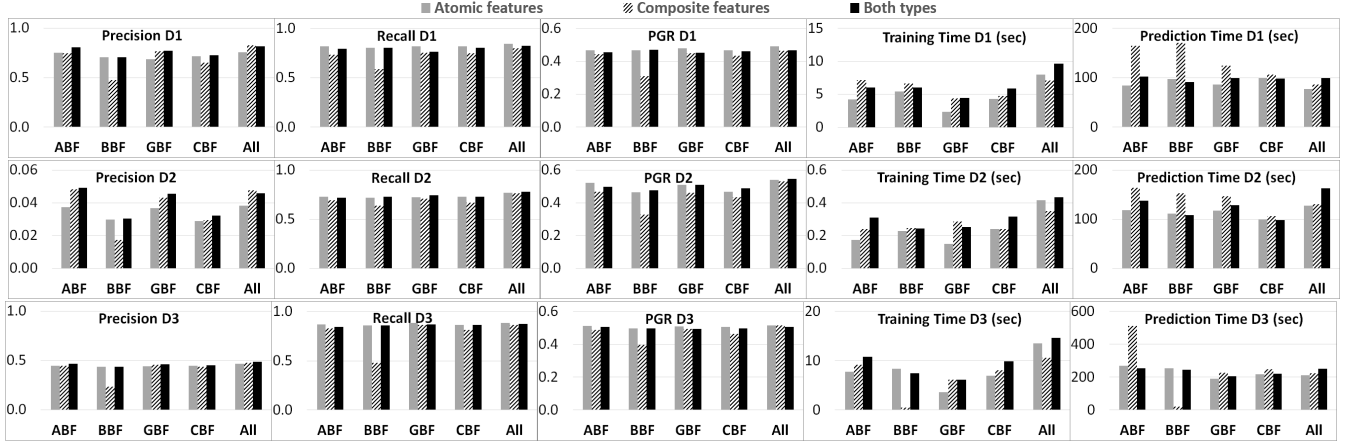 Atomic features Composite features Both types
Precision D1 Recall D1 PGR D1 Training Time D1 (sec) Prediction Time D1 (sec)
1.0 1.0 0.6 15 200
0.4 10
0.5 0.5 100
0.2 5
0.0 0.0 0.0 0 0
ABF BBF GBF CBF All ABF BBF GBF CBF All ABF BBF GBF CBF All ABF BBF GBF CBF All ABF BBF GBF CBF All
Precision D2 Recall D2 PGR D2 Training Time D2 (sec) Prediction Time D2 (sec)
0.06 1.0 0.6 0.6 200
0.04 0.4 0.4
0.5 100
0.02 0.2 0.2
0.00 0.0 0.0 0.0 0
ABF BBF GBF CBF All ABF BBF GBF CBF All ABF BBF GBF CBF All ABF BBF GBF CBF All ABF BBF GBF CBF All
Precision D3 Recall D3 PGR D3 Training Time D3 (sec) Prediction Time D3 (sec)
1.0 1.0 0.6 20 600
0.4 400
0.5 0.5 10
0.2 200
0.0 0.0 0.0 0 0
ABF BBF GBF CBF All ABF BBF GBF CBF All ABF BBF GBF CBF All ABF BBF GBF CBF All ABF BBF GBF CBF All